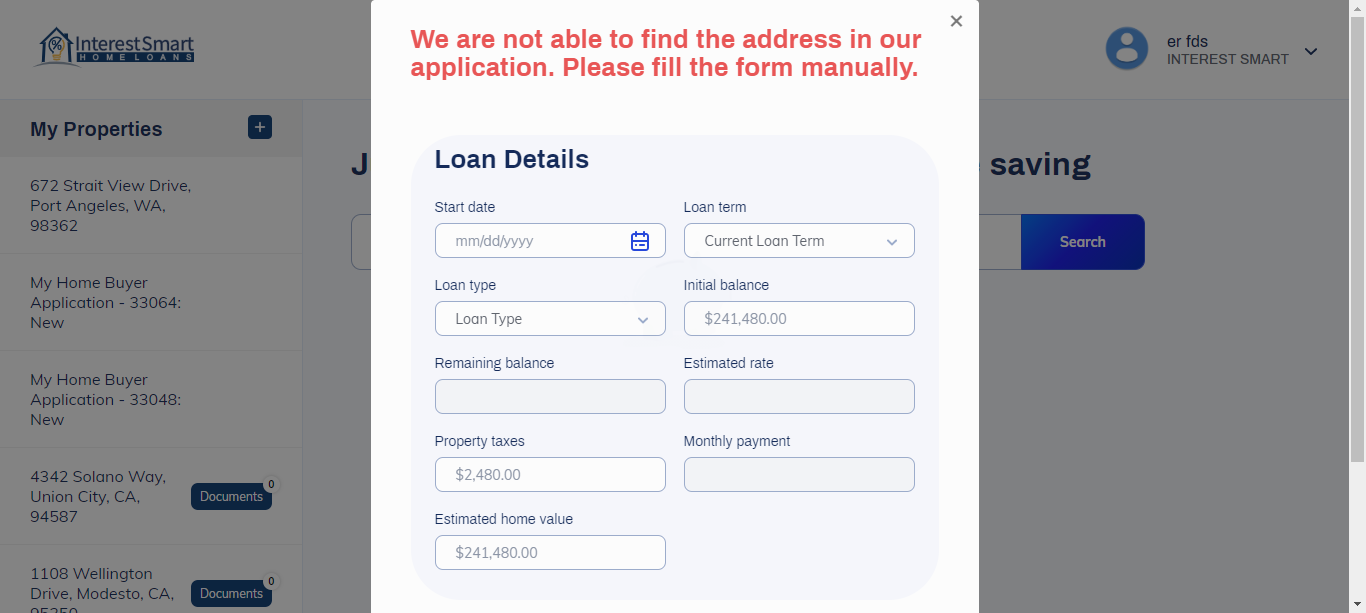 InterestSmart
HOME LOANS
We are not able to find the address in our
application. Please fill the form manually.
er fds
INTEREST SMART
My Properties
+
672 Strait View Drive,
Port Angeles, WA,
98362
My Home Buyer
Application - 33064:
New
My Home Buyer
Application - 33048:
New
4342 Solano Way,
Union City, CA,
94587
Documents
0
1108 Wellington
Drive, Modesto, CA,
95350
Documents
0
J
saving
Search
Loan Details
Start date
Loan term
mm/dd/yyyy
Current Loan Term
Loan type
Initial balance
Loan Type
$241,480.00
Remaining balance
Estimated rate
Property taxes
Monthly payment
$2,480.00
Estimated home value
$241,480.00